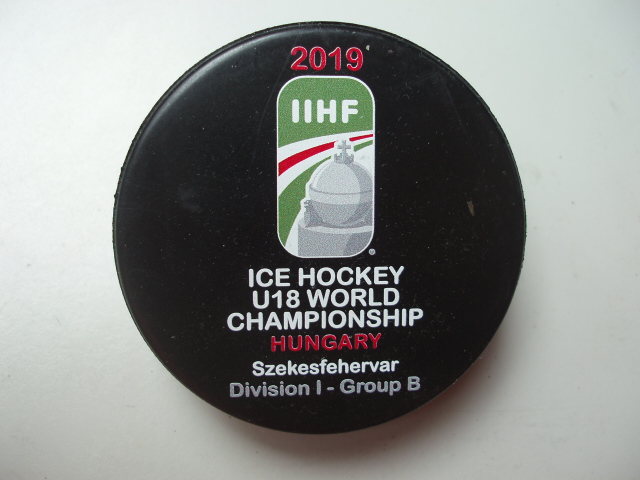 2019
IIHF
ICE HOCKEY
U18 WORLD
CHAMPIONSHIP
HUNGARY
Szekesfehervar
Division I - Group B